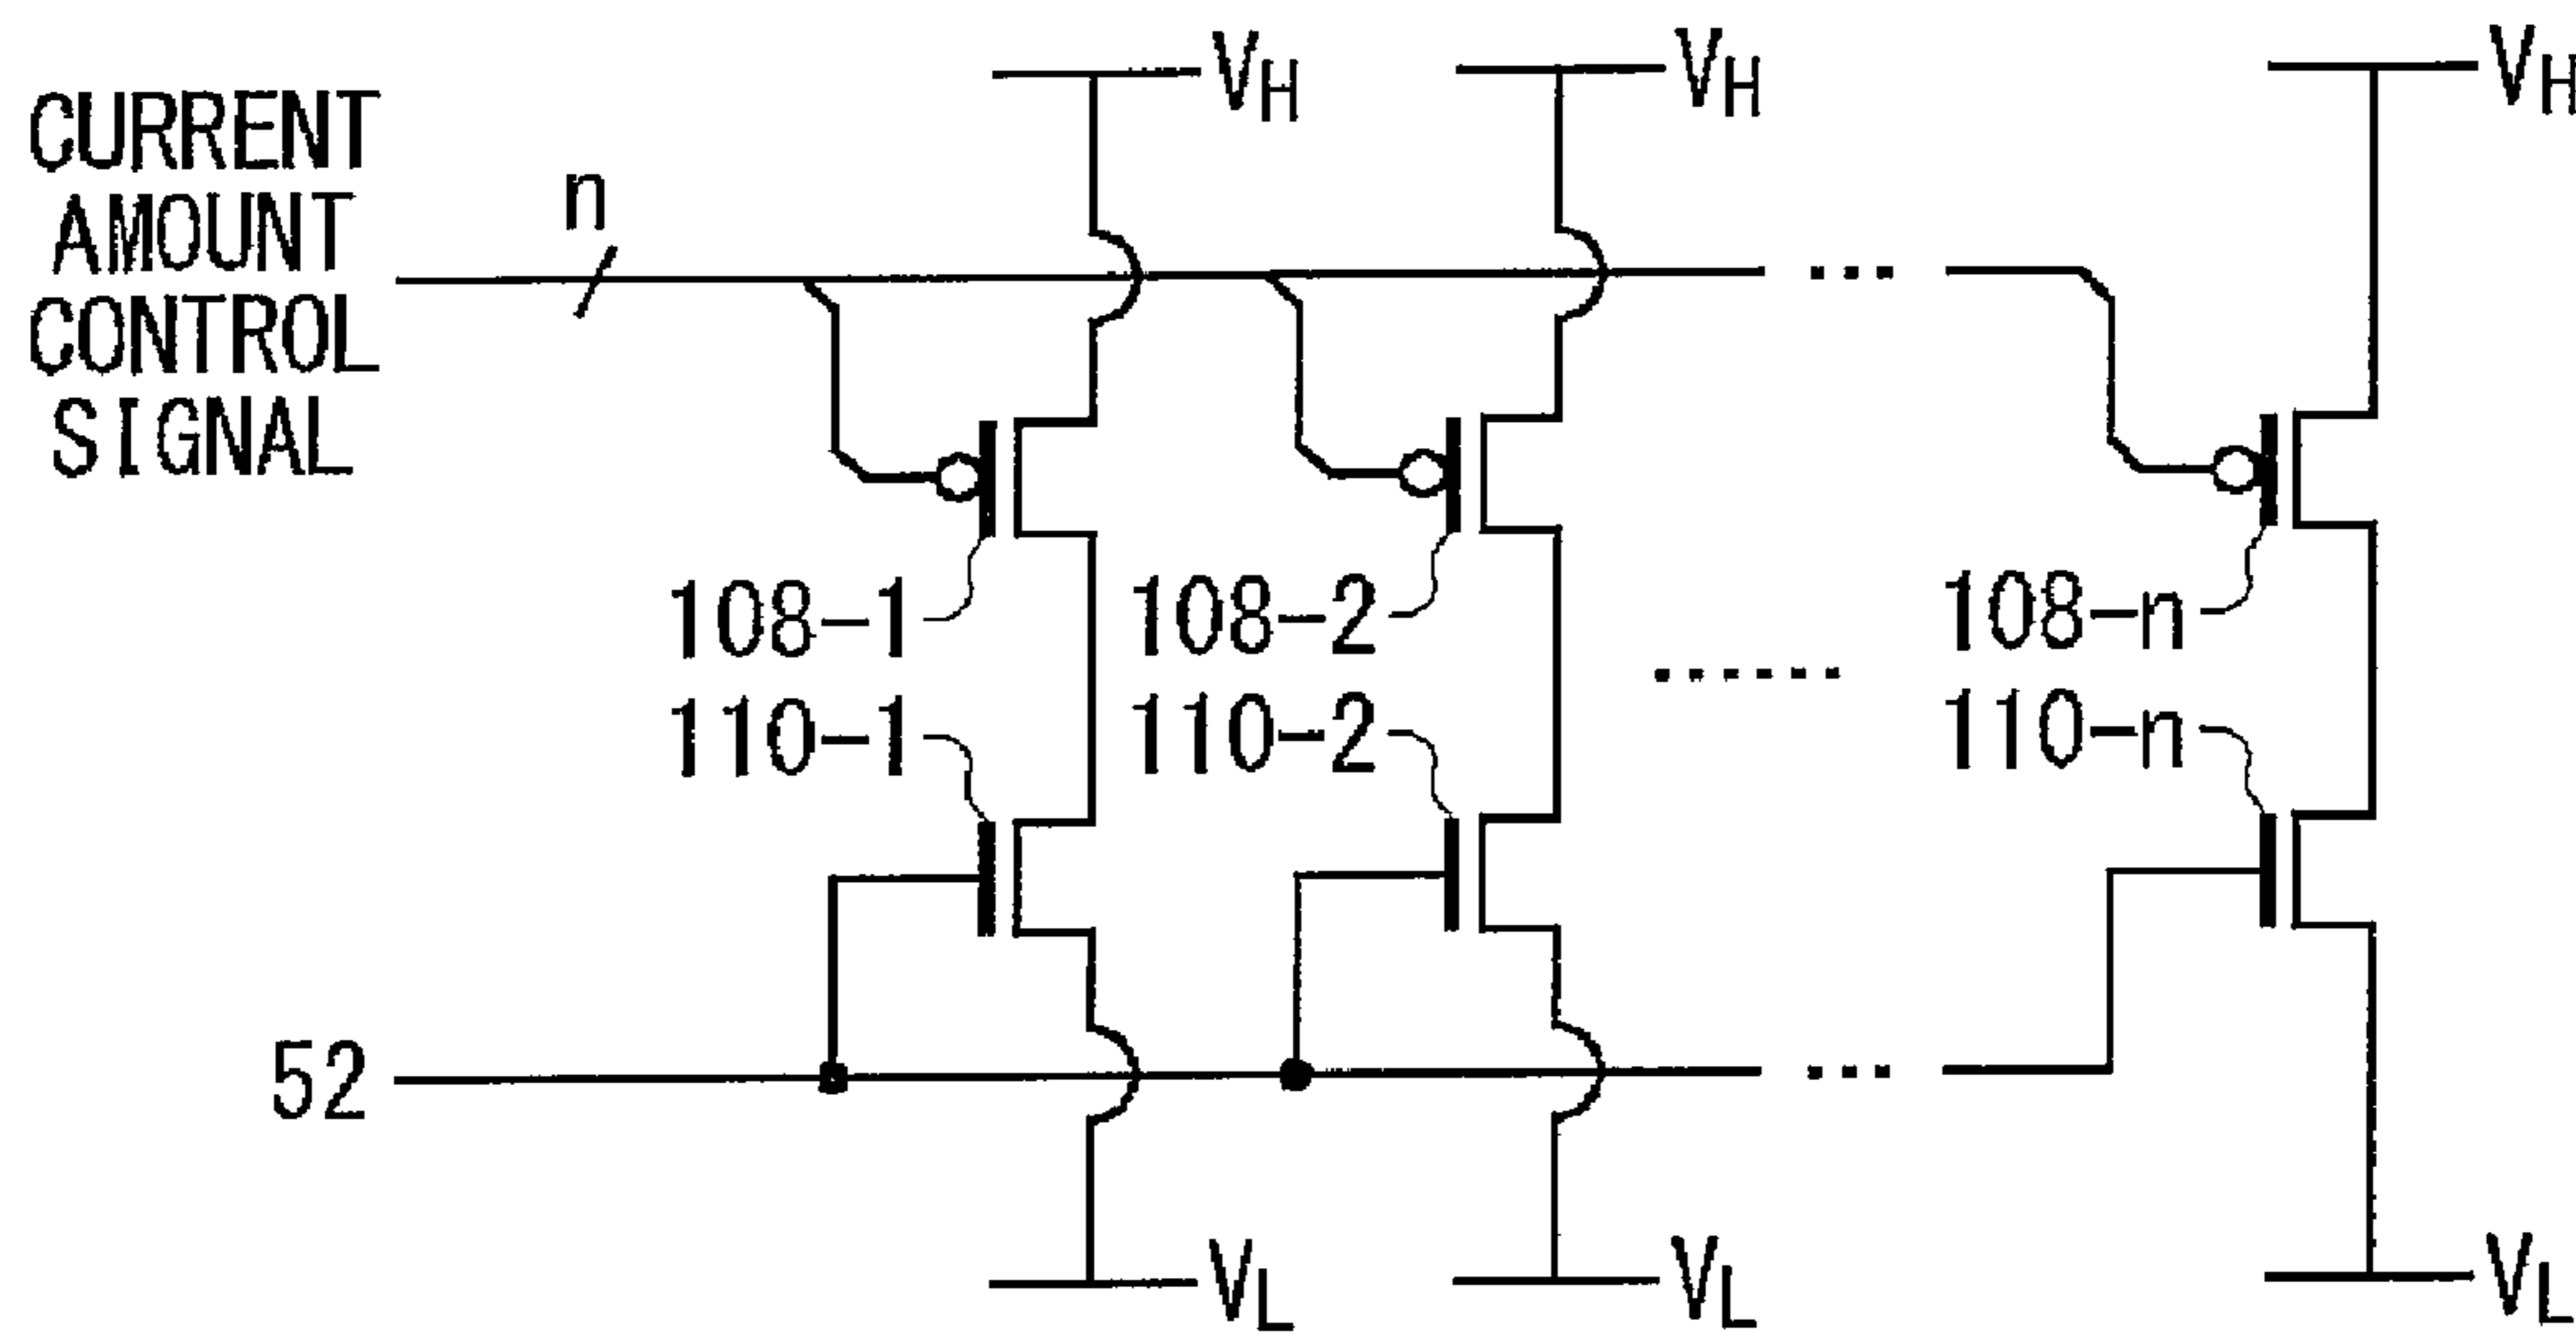 V_H V_H V_H
CURRENT
AMOUNT
CONTROL
SIGNAL
n
108-1 108-2 108-n
110-1 110-2 110-n
52
V_L V_L V_L